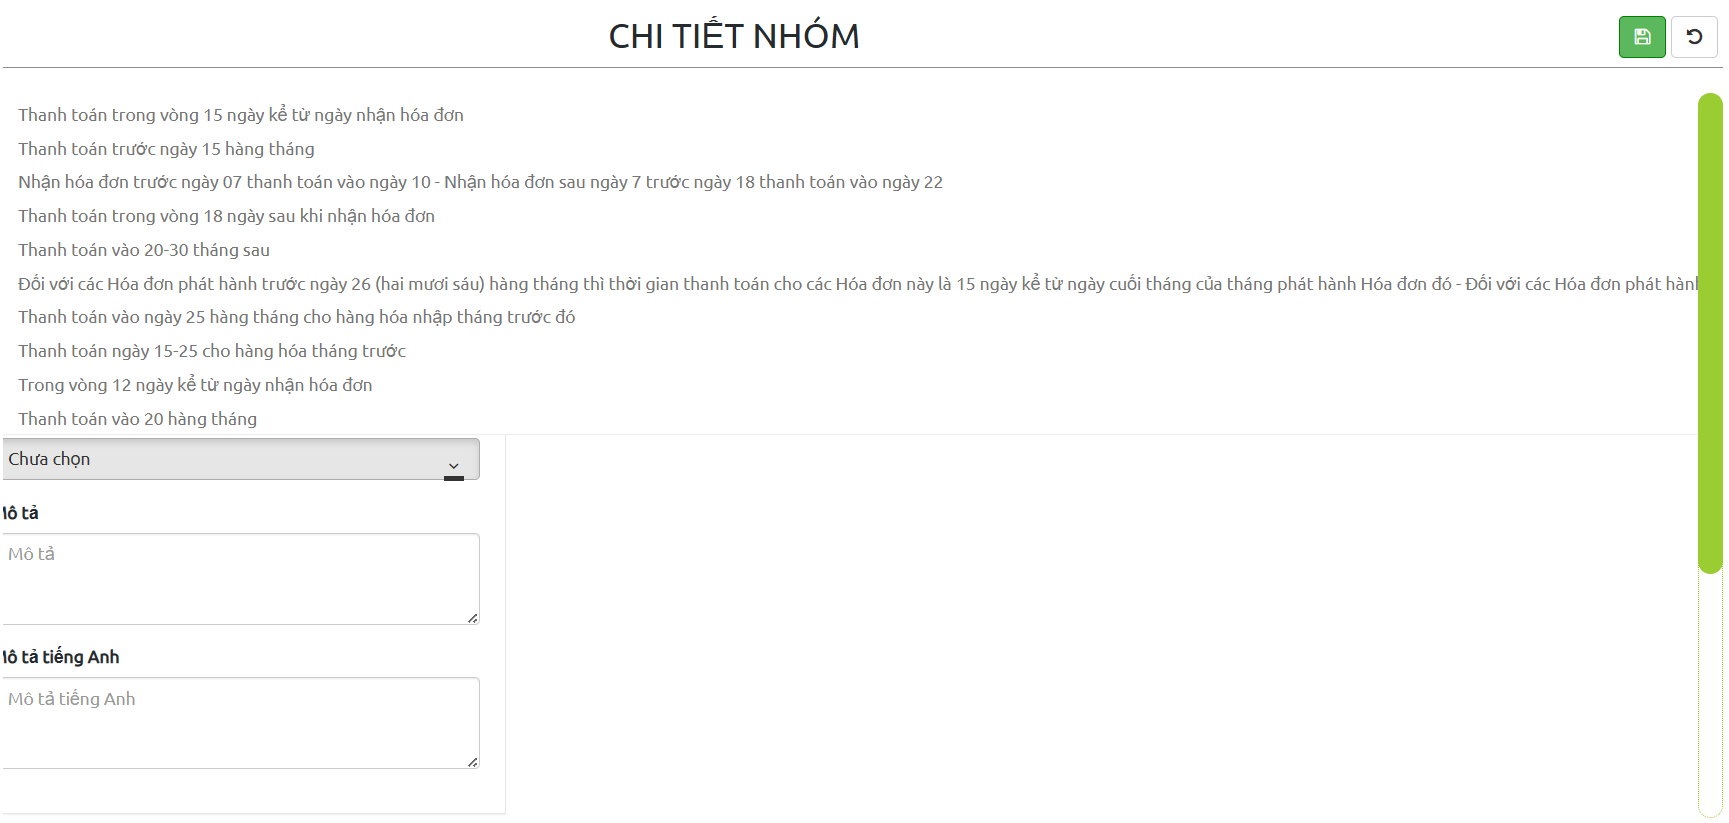 CHI TIẾT NHÓM
Thanh toán trong vòng 15 ngày kể từ ngày nhận hóa đơn
Thanh toán trước ngày 15 hàng tháng
Nhận hóa đơn trước ngày 07 thanh toán vào ngày 10 - Nhận hóa đơn sau ngày 7 trước ngày 18 thanh toán vào ngày 22
Thanh toán trong vòng 18 ngày sau khi nhận hóa đơn
Thanh toán vào 20-30 tháng sau
Đối với các Hóa đơn phát hành trước ngày 26 (hai mươi sáu) hàng tháng thì thời gian thanh toán cho các Hóa đơn này là 15 ngày kể từ ngày cuối tháng của tháng phát hành Hóa đơn đó - Đối với các Hóa đơn phát
Thanh toán vào ngày 25 hàng tháng cho hàng hóa nhập tháng trước đó
Thanh toán ngày 15-25 cho hàng hóa tháng trước
Trong vòng 12 ngày kể từ ngày nhận hóa đơn
Thanh toán vào 20 hàng tháng
Chưa chọn
Mô tả
Mô tả
Mô tả tiếng Anh
Mô tả tiếng Anh